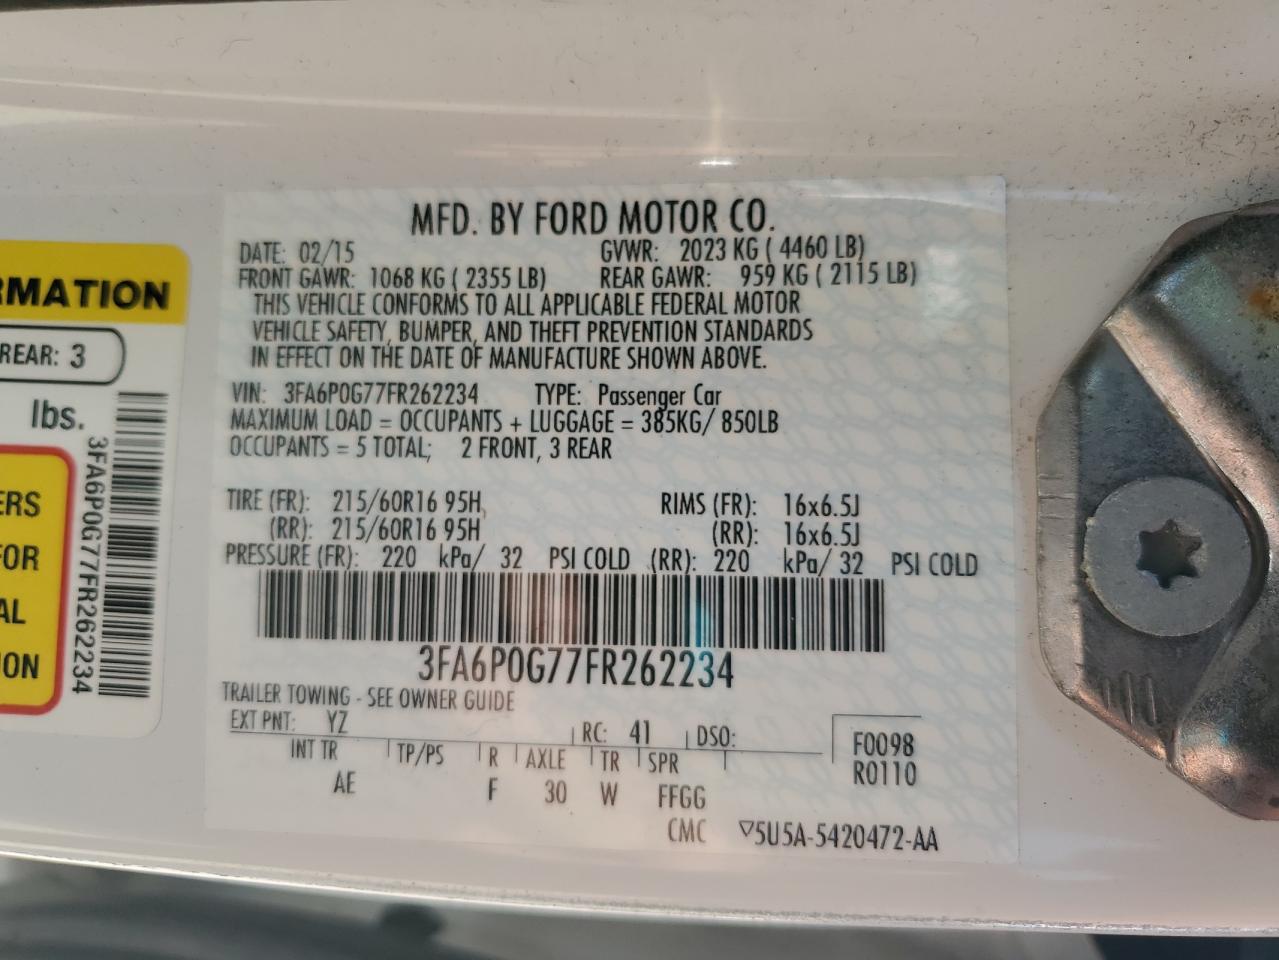 MFD. BY FORD MOTOR CO.
DATE: 02/15 GVWR: 2023 KG ( 4460 LB)
FRONT GAWR: 1068 KG ( 2355 LB) REAR GAWR: 959 KG ( 2115 LB)
THIS VEHICLE CONFORMS TO ALL APPLICABLE FEDERAL MOTOR
VEHICLE SAFETY, BUMPER, AND THEFT PREVENTION STANDARDS
IN EFFECT ON THE DATE OF MANUFACTURE SHOWN ABOVE.
VIN: 3FA6P0G77FR262234 TYPE: Passenger Car
MAXIMUM LOAD = OCCUPANTS + LUGGAGE = 385KG/ 850LB
OCCUPANTS = 5 TOTAL; 2 FRONT, 3 REAR
TIRE (FR): 215/60R16 95H RIMS (FR): 16x6.5J
(RR): 215/60R16 95H (RR): 16x6.5J
PRESSURE (FR): 220 kPa/ 32 PSI COLD (RR): 220 kPa/ 32 PSI COLD
3FA6P0G77FR262234
TRAILER TOWING - SEE OWNER GUIDE
EXT PNT: YZ RC: 41 DSO: F0098
INT TR TP/PS R AXLE TR SPR R0110
AE F 30 W FFGG
CMC ▽5U5A-5420472-AA
RMATION
REAR: 3
lbs.
3FA6P0G77FR262234
ERS
FOR
AL
ION